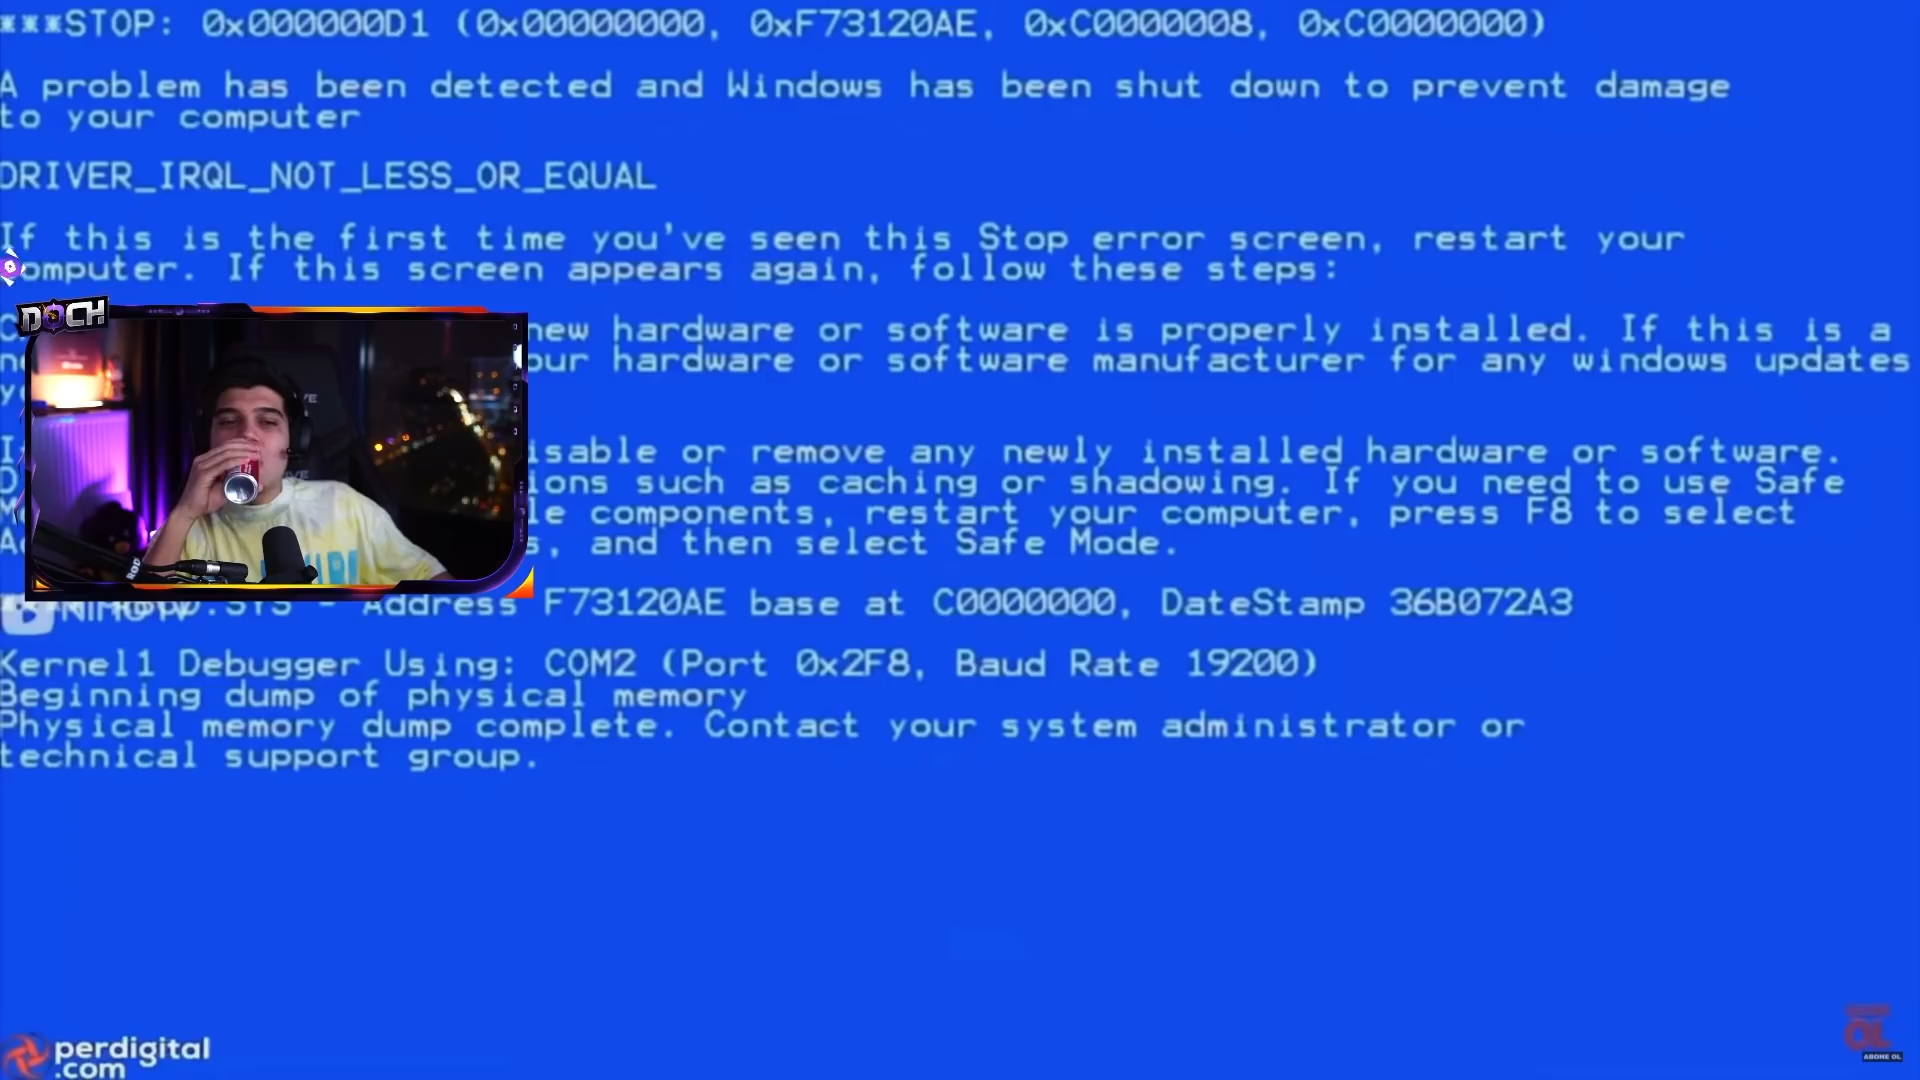 ***STOP: 0x000000D1 (0x00000000, 0xF73120AE, 0xC0000008, 0xC0000000)
A problem has been detected and Windows has been shut down to prevent damage
to your computer
DRIVER_IRQL_NOT_LESS_OR_EQUAL
If this is the first time you've seen this Stop error screen, restart your
omputer. If this screen appears again, follow these steps:
DOCH
new hardware or software is properly installed. If this is a
our hardware or software manufacturer for any windows updates
isable or remove any newly installed hardware or software.
ions such as caching or shadowing. If you need to use Safe
le components, restart your computer, press F8 to select
s, and then select Safe Mode.
NIMO TV
.SYS - Address F73120AE base at C0000000, DateStamp 36B072A3
Kernel1 Debugger Using: COM2 (Port 0x2F8, Baud Rate 19200)
Beginning dump of physical memory
Physical memory dump complete. Contact your system administrator or
technical support group.
perdigital
.com
OL
ABONE OL